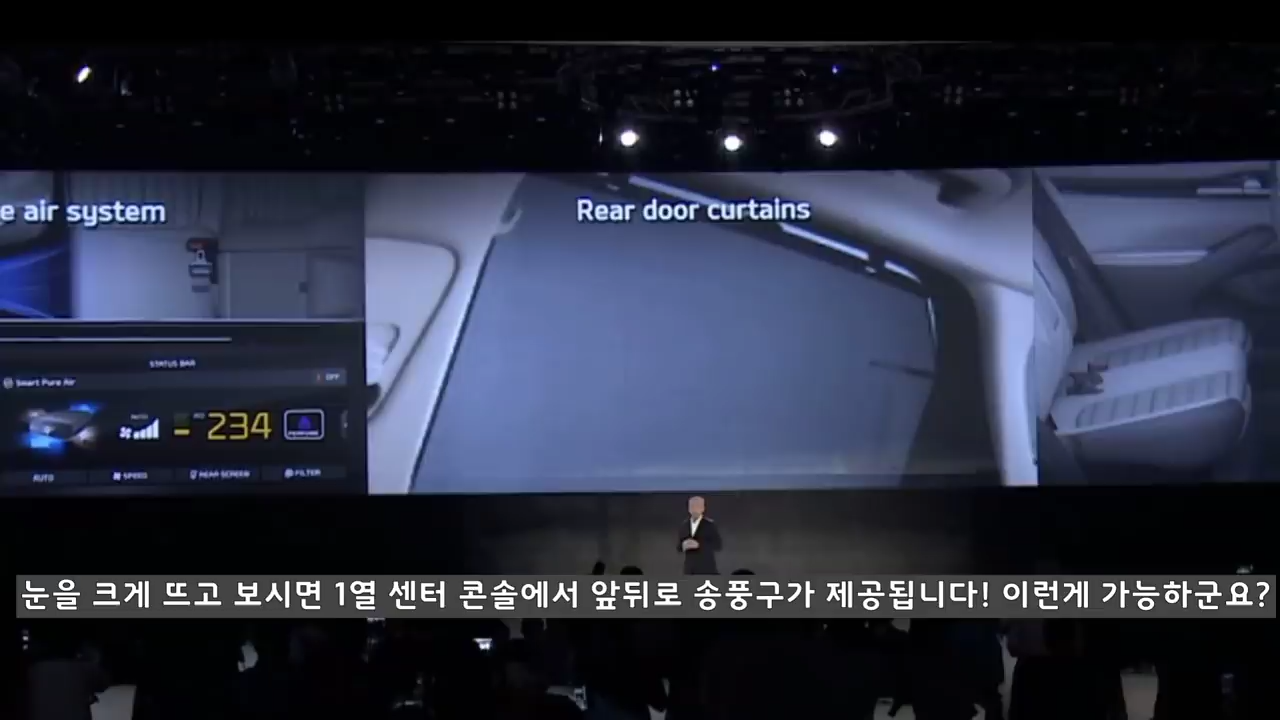 e air system
Rear door curtains
STATUS BAR
Smart Pure Air
OFF
AUTO
234
PERFUME
AUTO
SPEED
REAR SCREEN
FILTER
눈을 크게 뜨고 보시면 1열 센터 콘솔에서 앞뒤로 송풍구가 제공됩니다! 이런게 가능하군요?